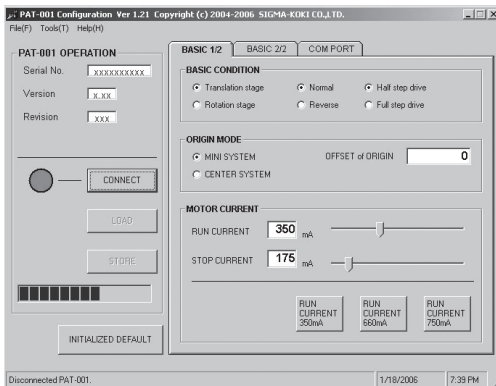 PAT-001 Configuration Ver 1.21 Copyright (c) 2004-2006 SIGMA-KOKI CO.,LTD.
File(F) Tools(T) Help(H)
PAT-001 OPERATION
Serial No. xxxxxxxxxx
Version x.xx
Revision xxx
CONNECT
LOAD
STORE
INITIALIZED DEFAULT
BASIC 1/2 BASIC 2/2 COM PORT
BASIC CONDITION
Translation stage Normal Half step drive
Rotation stage Reverse Full step drive
ORIGIN MODE
MINI SYSTEM OFFSET of ORIGIN 0
CENTER SYSTEM
MOTOR CURRENT
RUN CURRENT 350 mA
STOP CURRENT 175 mA
RUN
CURRENT
350mA
RUN
CURRENT
660mA
RUN
CURRENT
750mA
Disconnected PAT-001. 1/18/2006 7:39 PM